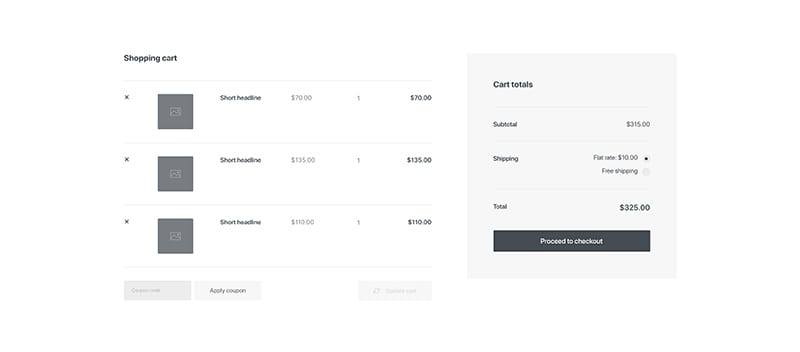 Shopping cart
× Short headline $70.00 1 $70.00
× Short headline $135.00 1 $135.00
× Short headline $110.00 1 $110.00
Coupon code Apply coupon Update cart
Cart totals
Subtotal $315.00
Shipping Flat rate: $10.00
Free shipping
Total $325.00
Proceed to checkout